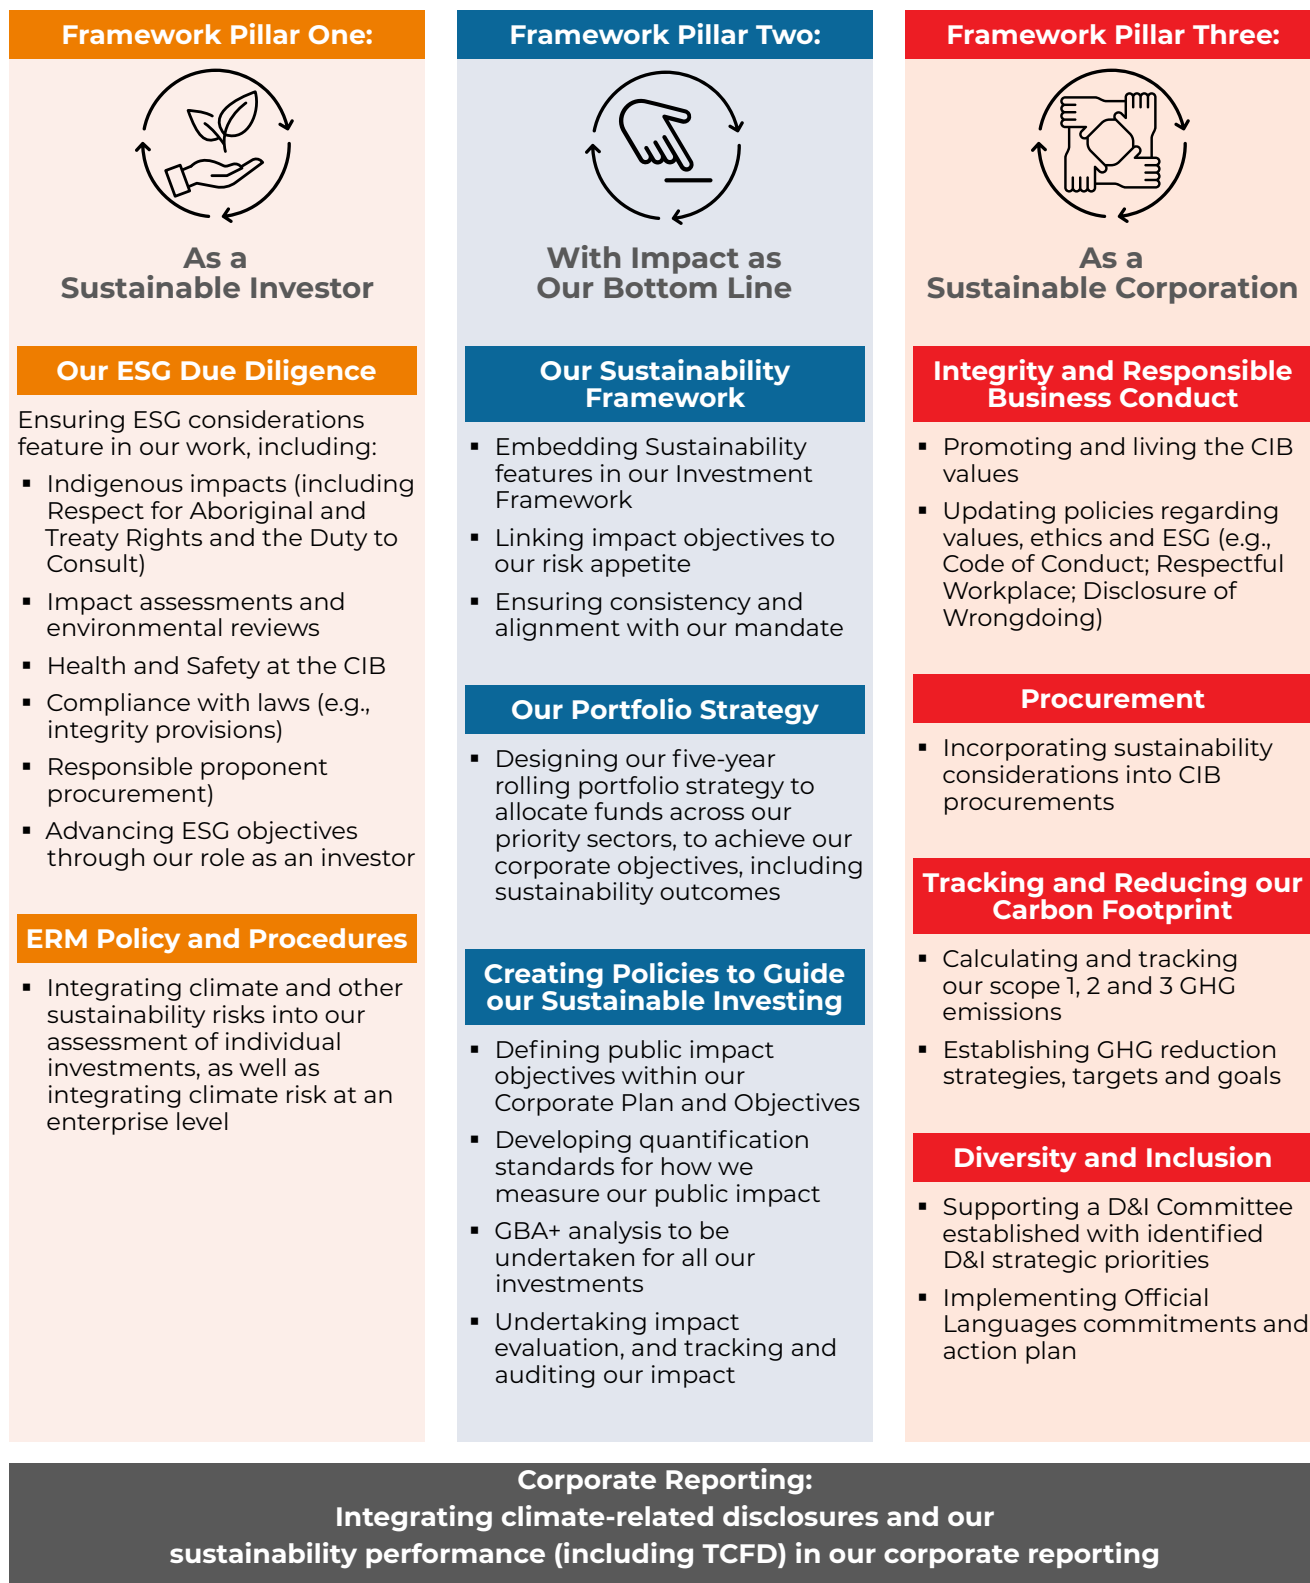 Framework Pillar One:
As a
Sustainable Investor
Our ESG Due Diligence
Ensuring ESG considerations
feature in our work, including:
▪ Indigenous impacts (including
Respect for Aboriginal and
Treaty Rights and the Duty to
Consult)
▪ Impact assessments and
environmental reviews
▪ Health and Safety at the CIB
▪ Compliance with laws (e.g.,
integrity provisions)
▪ Responsible proponent
procurement)
▪ Advancing ESG objectives
through our role as an investor
ERM Policy and Procedures
▪ Integrating climate and other
sustainability risks into our
assessment of individual
investments, as well as
integrating climate risk at an
enterprise level
Framework Pillar Two:
With Impact as
Our Bottom Line
Our Sustainability
Framework
▪ Embedding Sustainability
features in our Investment
Framework
▪ Linking impact objectives to
our risk appetite
▪ Ensuring consistency and
alignment with our mandate
Our Portfolio Strategy
▪ Designing our five-year
rolling portfolio strategy to
allocate funds across our
priority sectors, to achieve our
corporate objectives, including
sustainability outcomes
Creating Policies to Guide
our Sustainable Investing
▪ Defining public impact
objectives within our
Corporate Plan and Objectives
▪ Developing quantification
standards for how we
measure our public impact
▪ GBA+ analysis to be
undertaken for all our
investments
▪ Undertaking impact
evaluation, and tracking and
auditing our impact
Framework Pillar Three:
As a
Sustainable Corporation
Integrity and Responsible
Business Conduct
▪ Promoting and living the CIB
values
▪ Updating policies regarding
values, ethics and ESG (e.g.,
Code of Conduct; Respectful
Workplace; Disclosure of
Wrongdoing)
Procurement
▪ Incorporating sustainability
considerations into CIB
procurements
Tracking and Reducing our
Carbon Footprint
▪ Calculating and tracking
our scope 1, 2 and 3 GHG
emissions
▪ Establishing GHG reduction
strategies, targets and goals
Diversity and Inclusion
▪ Supporting a D&I Committee
established with identified
D&I strategic priorities
▪ Implementing Official
Languages commitments and
action plan
Corporate Reporting:
Integrating climate-related disclosures and our
sustainability performance (including TCFD) in our corporate reporting